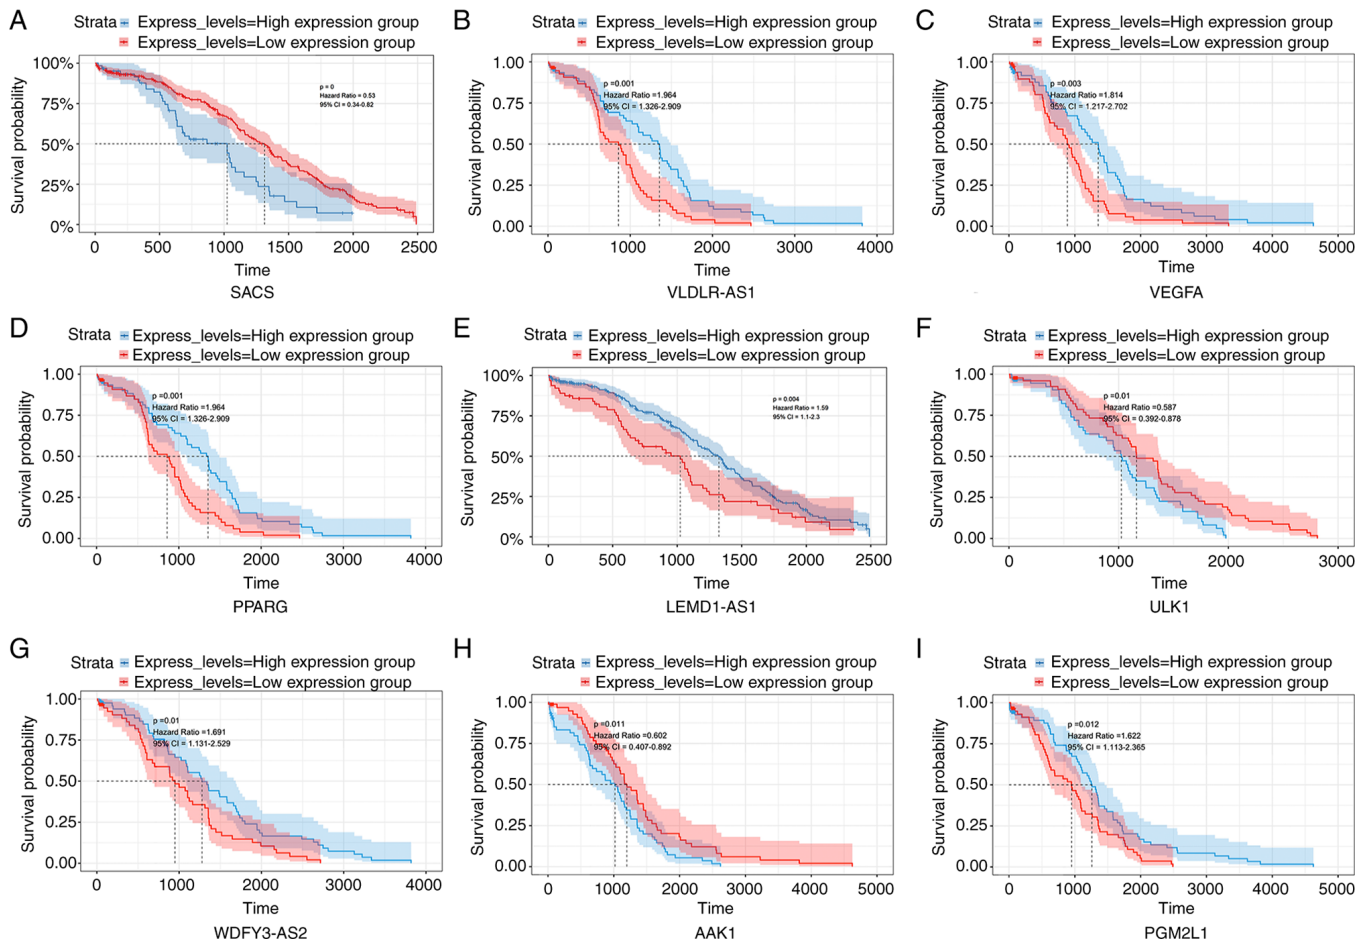 A
Strata Express_levels=High expression group
Express_levels=Low expression group
Survival probability
100%
75%
50%
25%
0%
p = 0
Hazard Ratio = 0.53
95% CI = 0.34-0.82
0 500 1000 1500 2000 2500
Time
SACS
B
Strata Express_levels=High expression group
Express_levels=Low expression group
Survival probability
1.00
0.75
0.50
0.25
0.00
p =0.001
Hazard Ratio =1.964
95% CI = 1.326-2.909
0 1000 2000 3000 4000
Time
VLDLR-AS1
C
Strata Express_levels=High expression group
Express_levels=Low expression group
Survival probability
1.00
0.75
0.50
0.25
0.00
p =0.003
Hazard Ratio =1.814
95% CI = 1.217-2.702
0 1000 2000 3000 4000 5000
Time
VEGFA
D
Strata Express_levels=High expression group
Express_levels=Low expression group
Survival probability
1.00
0.75
0.50
0.25
0.00
p =0.001
Hazard Ratio =1.964
95% CI = 1.326-2.909
0 1000 2000 3000 4000
Time
PPARG
E
Strata Express_levels=High expression group
Express_levels=Low expression group
Survival probability
100%
75%
50%
25%
0%
p = 0.004
Hazard Ratio = 1.59
95% CI = 1.1-2.3
0 500 1000 1500 2000 2500
Time
LEMD1-AS1
F
Strata Express_levels=High expression group
Express_levels=Low expression group
Survival probability
1.00
0.75
0.50
0.25
0.00
p =0.01
Hazard Ratio =0.587
95% CI = 0.392-0.878
0 1000 2000 3000
Time
ULK1
G
Strata Express_levels=High expression group
Express_levels=Low expression group
Survival probability
1.00
0.75
0.50
0.25
0.00
p =0.01
Hazard Ratio =1.691
95% CI = 1.131-2.529
0 1000 2000 3000 4000
Time
WDFY3-AS2
H
Strata Express_levels=High expression group
Express_levels=Low expression group
Survival probability
1.00
0.75
0.50
0.25
0.00
p =0.011
Hazard Ratio =0.602
95% CI = 0.407-0.892
0 1000 2000 3000 4000 5000
Time
AAK1
I
Strata Express_levels=High expression group
Express_levels=Low expression group
Survival probability
1.00
0.75
0.50
0.25
0.00
p =0.012
Hazard Ratio =1.622
95% CI = 1.113-2.365
0 1000 2000 3000 4000 5000
Time
PGM2L1